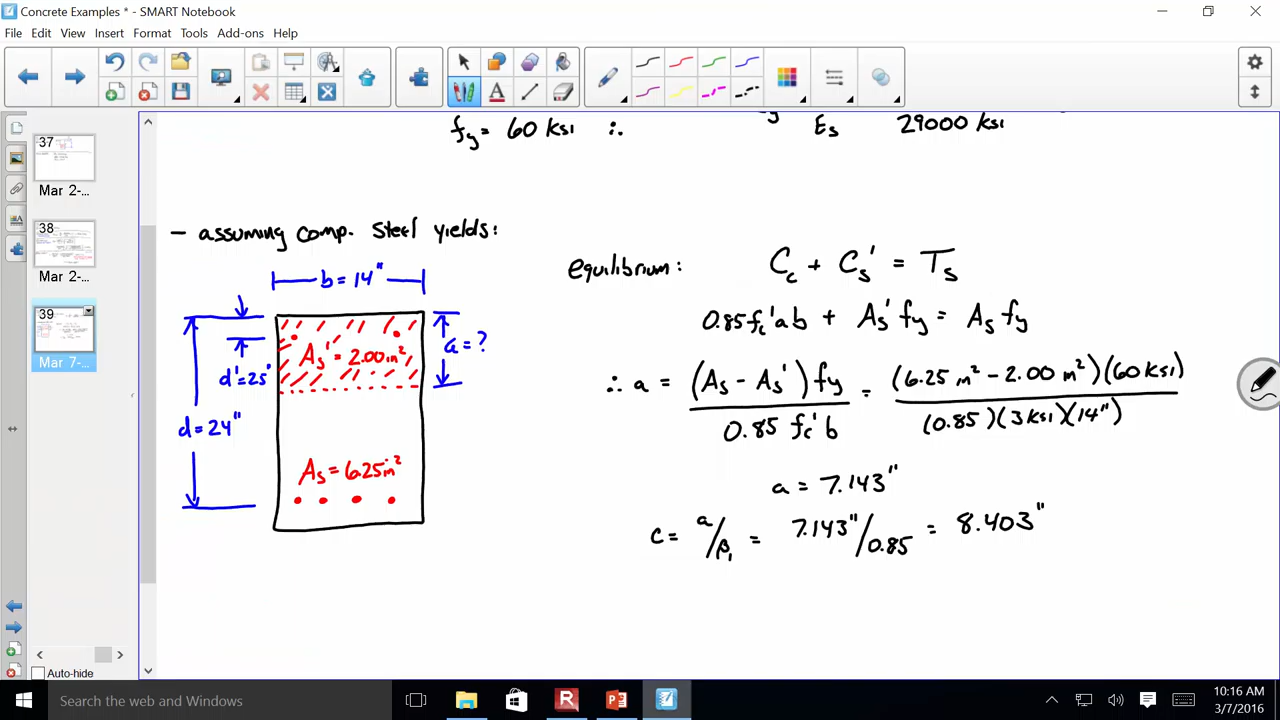 Concrete Examples * - SMART Notebook
File Edit View Insert Format Tools Add-ons Help
37
Mar 2-...
38
Mar 2-...
39
Mar 7-...
Auto-hide
fy = 60 ksi ∴
y
Es
29000 ksi
- assuming comp. steel yields:
b = 14"
As' = 2.00 in²
a = ?
d' = 2.5"
d = 24"
As = 6.25 in²
equilibrium: Cc + Cs' = Ts
0.85 fc' a b + As' fy = As fy
∴ a = (As - As') fy / 0.85 fc' b = (6.25 in² - 2.00 in²)(60 ksi) / (0.85)(3 ksi)(14")
a = 7.143"
c = a/β1 = 7.143"/0.85 = 8.403"
Search the web and Windows
10:16 AM
3/7/2016